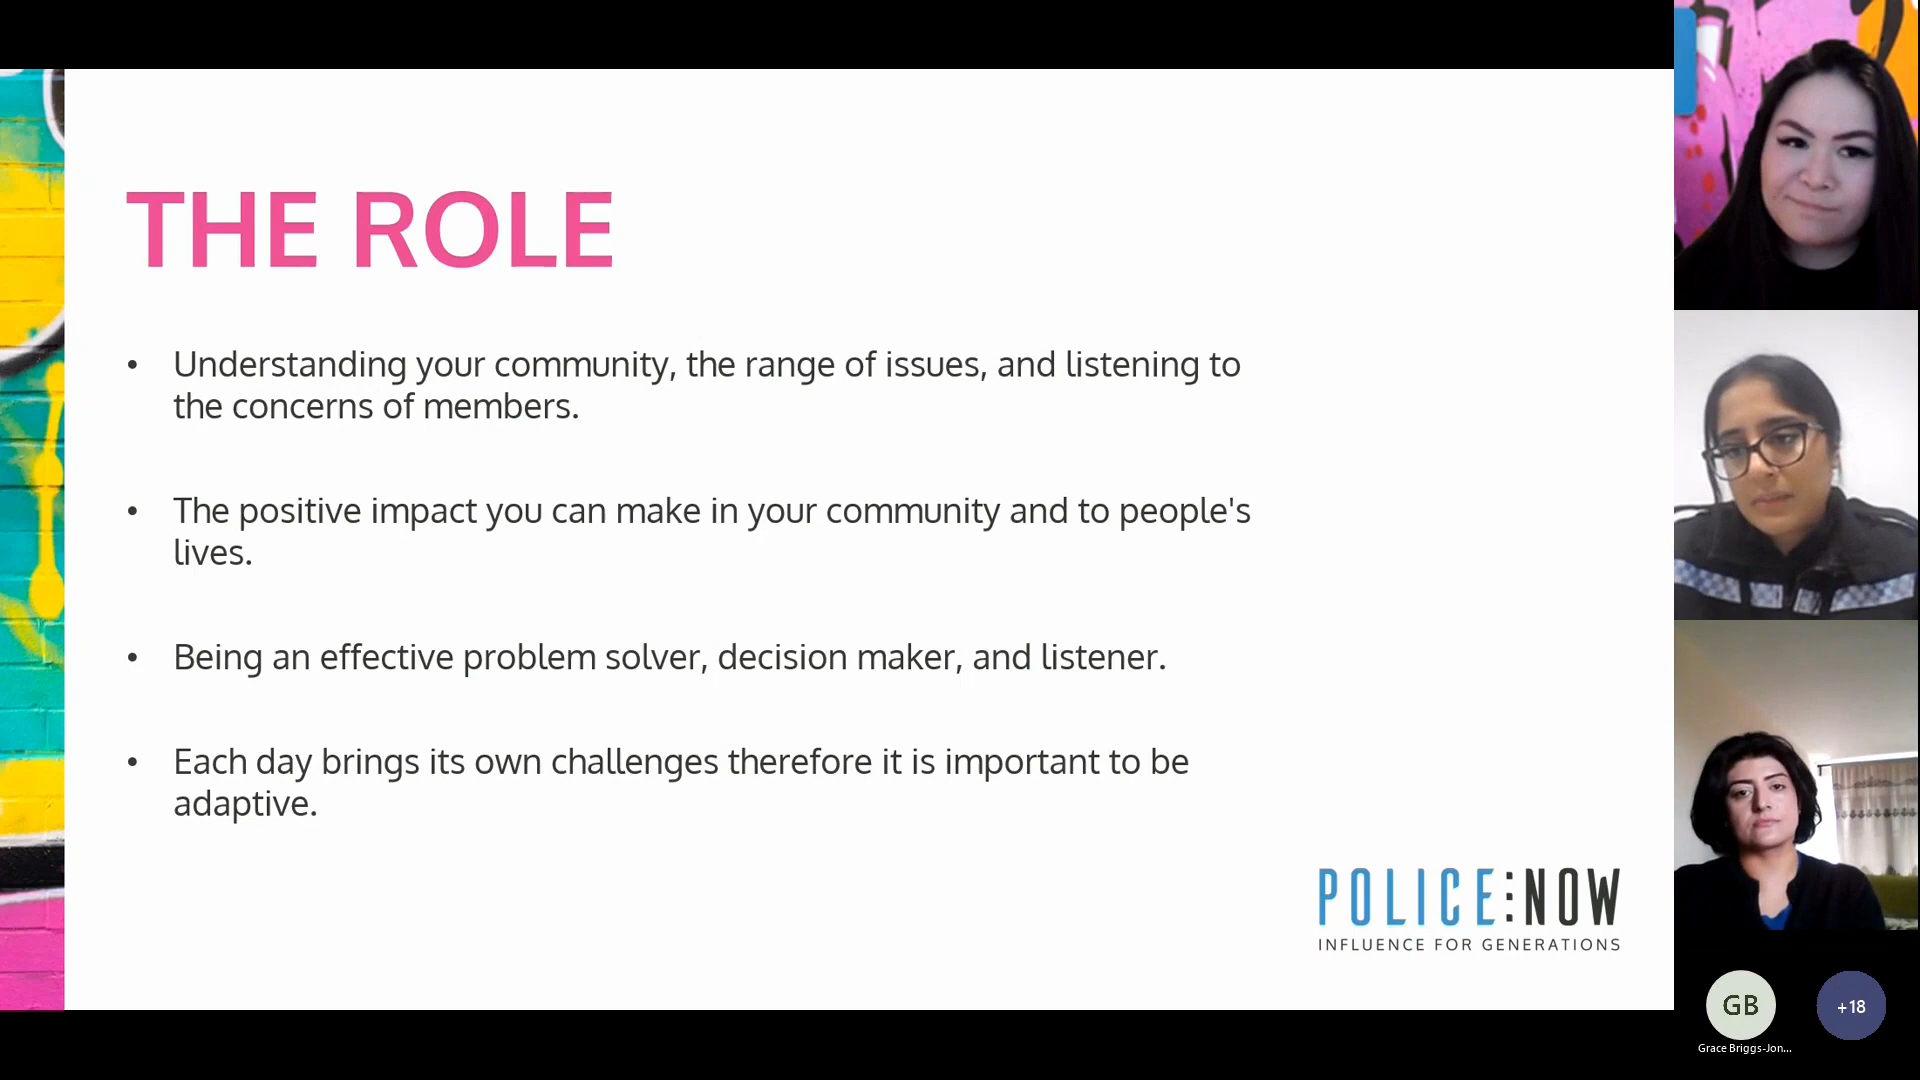 THE ROLE
• Understanding your community, the range of issues, and listening to
the concerns of members.
• The positive impact you can make in your community and to people's
lives.
• Being an effective problem solver, decision maker, and listener.
• Each day brings its own challenges therefore it is important to be
adaptive.
POLICE:NOW
INFLUENCE FOR GENERATIONS
GB
+18
Grace Briggs-Jon...